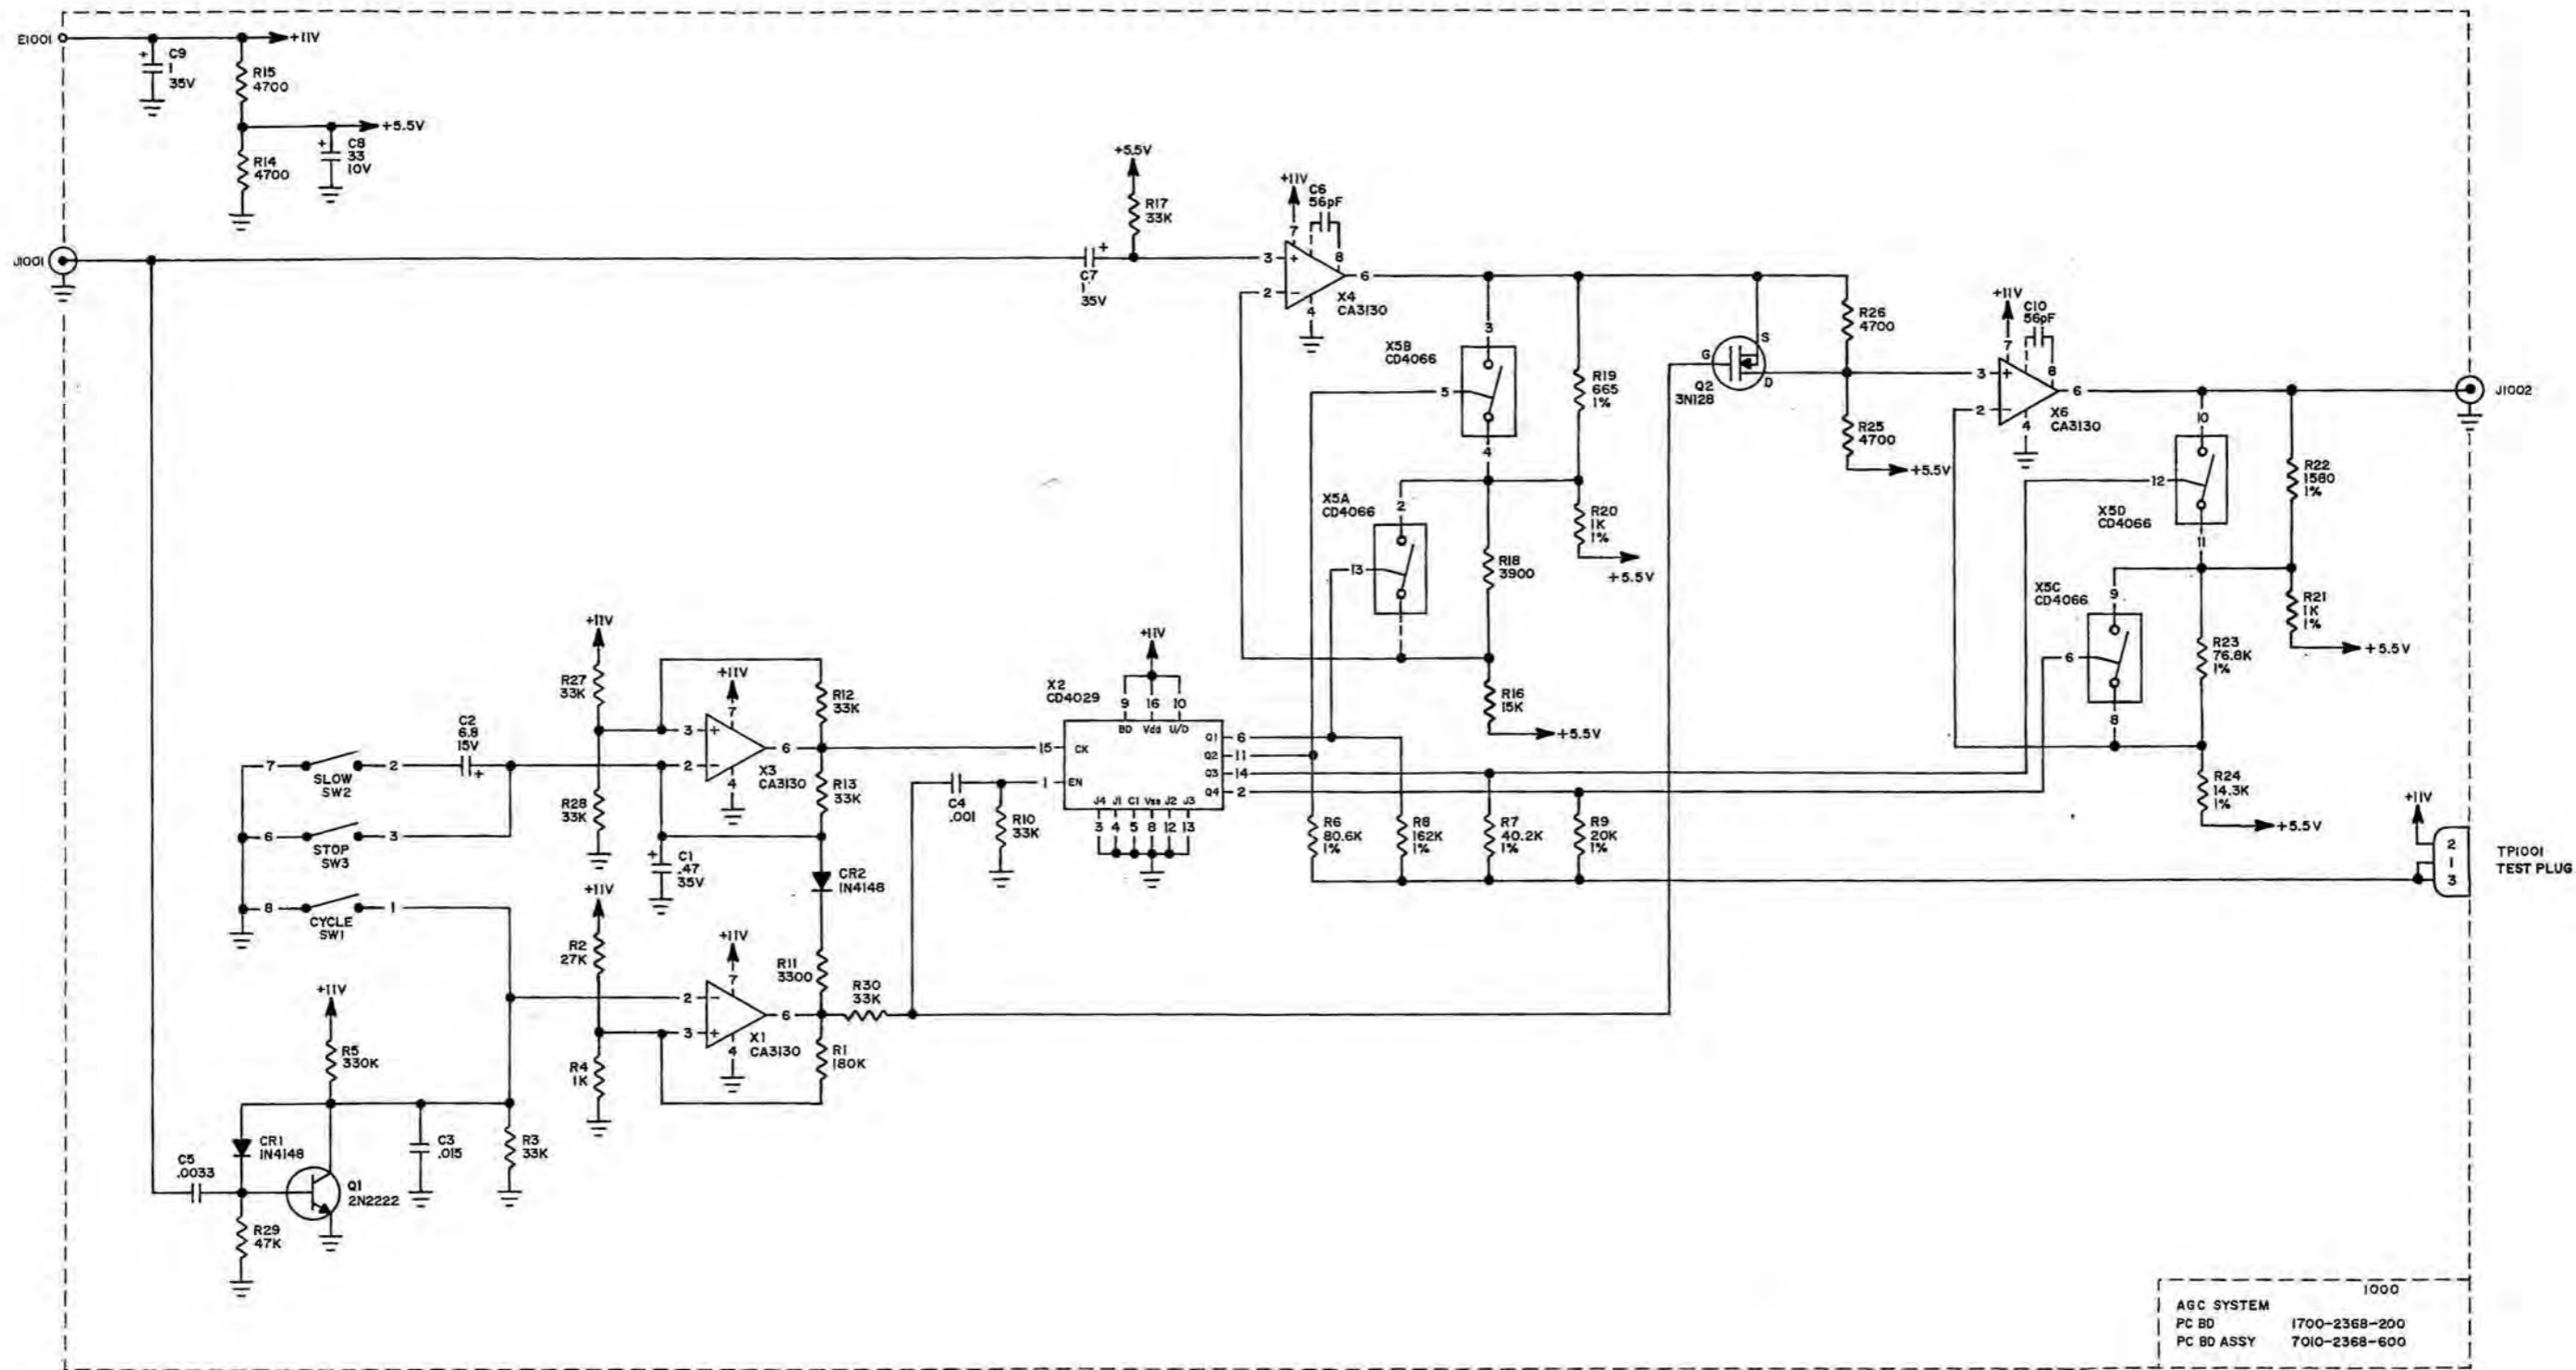 E1001
+11V
+
C9
1
35V
R15
4700
+5.5V
+
C8
33
10V
R14
4700
J1001
+5.5V
R17
33K
+
C7
1
35V
+11V
C6
56pF
7
8
3
+
2
−
6
4
X4
CA3130
3
X5B
CD4066
5
4
R19
665
1%
X5A
CD4066
2
13
R18
3900
R20
1K
1%
+5.5V
R16
15K
+5.5V
G
S
D
Q2
3N128
R26
4700
R25
4700
+5.5V
+11V
C10
56pF
7
8
3
+
2
−
6
4
X6
CA3130
J1002
10
12
X5D
CD4066
11
R22
1580
1%
X5C
CD4066
9
6
8
R21
1K
1%
+5.5V
R23
76.8K
1%
R24
14.3K
1%
+5.5V
+11V
R27
33K
+11V
7
3
+
2
−
6
4
X3
CA3130
R12
33K
R13
33K
C2
6.8
15V
+
7
SLOW
SW2
2
6
STOP
SW3
3
8
CYCLE
SW1
1
R28
33K
+
C1
.47
35V
CR2
1N4148
+11V
R2
27K
R4
1K
+11V
7
2
−
3
+
6
4
X1
CA3130
R11
3300
R1
180K
R30
33K
C4
.001
R10
33K
+11V
X2
CD4029
9 16 10
BD Vdd U/D
15 CK
1 EN
Q1 6
Q2 11
Q3 14
Q4 2
J4 J1 C1 Vss J2 J3
3 4 5 8 12 13
R6
80.6K
1%
R8
162K
1%
R7
40.2K
1%
R9
20K
1%
+11V
2
1
3
TP1001
TEST PLUG
+11V
R5
330K
CR1
1N4148
C5
.0033
R29
47K
Q1
2N2222
C3
.015
R3
33K
1000
AGC SYSTEM
PC BD 1700-2368-200
PC BD ASSY 7010-2368-600